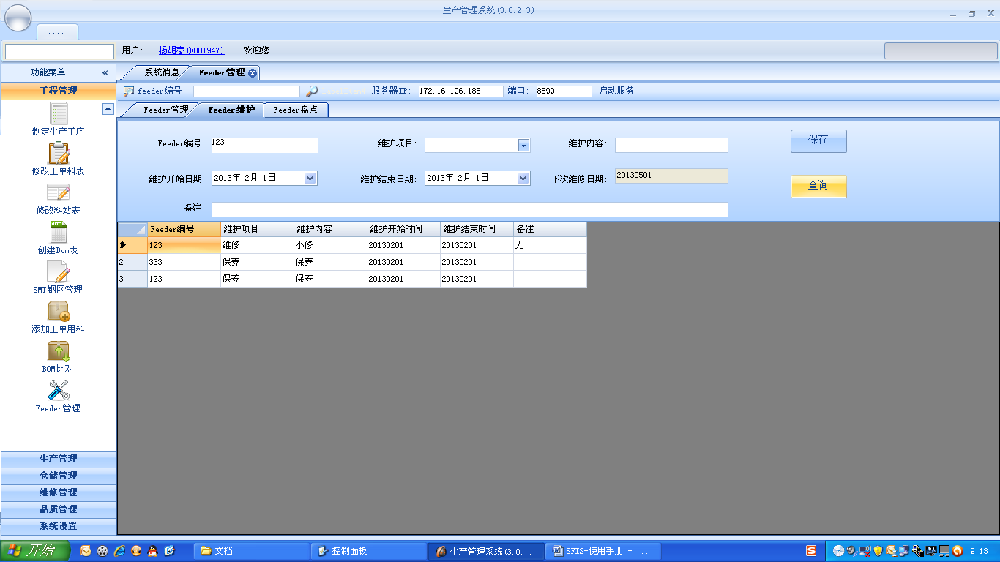 生产管理系统(3.0.2.3)
......
用户: 杨胡春(K001947) 欢迎您
功能菜单 «
系统消息 Feeder管理
工程管理
feeder编号: 服务器IP: 172.16.196.185 端口: 8899 启动服务
Feeder管理 Feeder维护 Feeder盘点
制定生产工序
修改工单料表
修改料站表
创建Bom表
SMT钢网管理
添加工单用料
BOM比对
Feeder管理
生产管理
仓储管理
维修管理
品质管理
系统设置
Feeder编号: 123 维护项目: 维护内容: 保存
维护开始日期: 2013年 2月 1日 维护结束日期: 2013年 2月 1日 下次维修日期: 20130501 查询
备注:
Feeder编号 维护项目 维护内容 维护开始时间 维护结束时间 备注
1 123 维修 小修 20130201 20130201 无
2 333 保养 保养 20130201 20130201
3 123 保养 保养 20130201 20130201
开始 文档 控制面板 生产管理系统(3.0... SFIS-使用手册 - ... 9:13